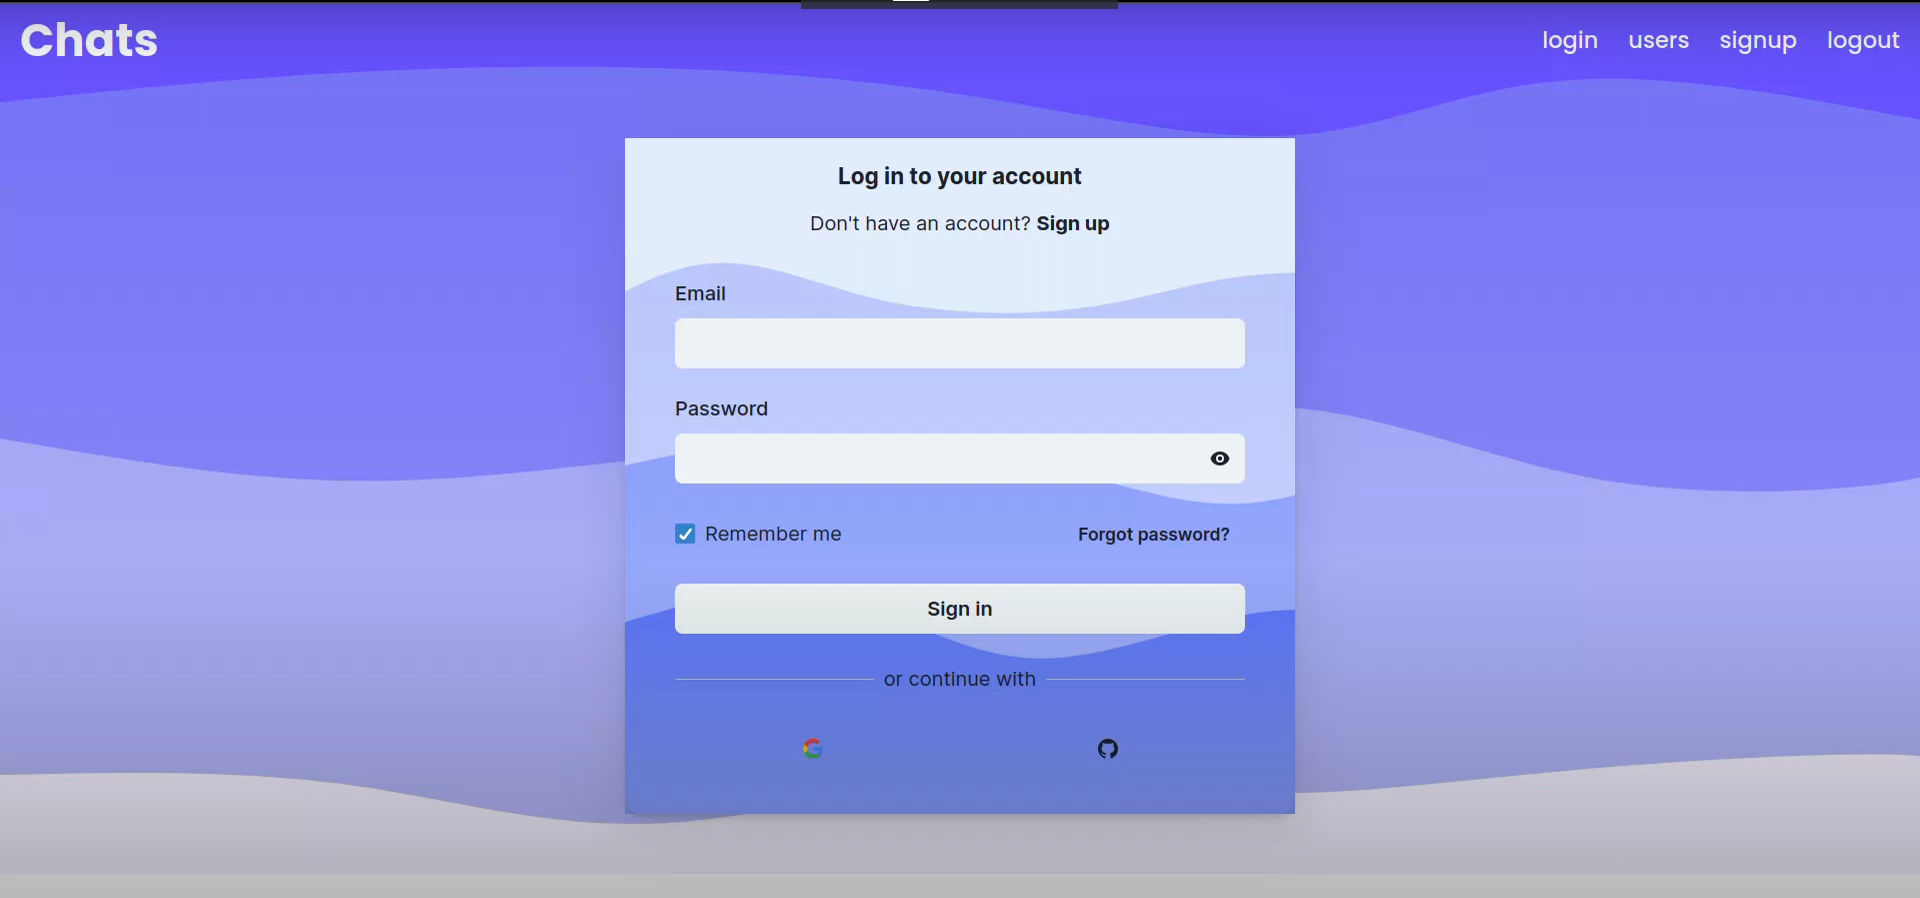 Chats
login users signup logout
Log in to your account
Don't have an account? Sign up
Email
Password
Remember me
Forgot password?
Sign in
or continue with